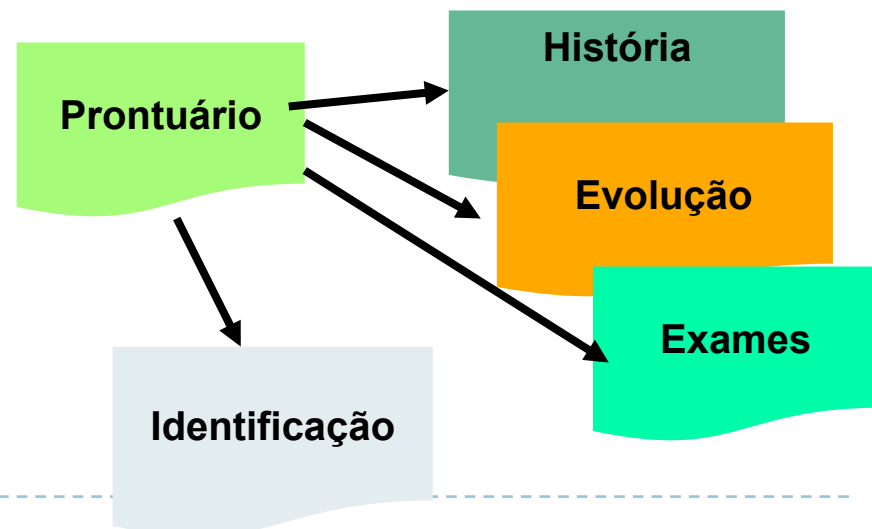 História
Prontuário
Evolução
Exames
Identificação